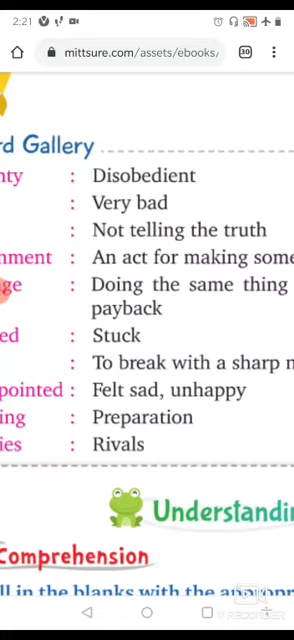 2:21
mittsure.com/assets/ebooks/
30
rd Gallery
nty : Disobedient
: Very bad
: Not telling the truth
hment : An act for making some
ge : Doing the same thing
payback
ed : Stuck
: To break with a sharp n
pointed : Felt sad, unhappy
ing : Preparation
ies : Rivals
Understandin
Comprehension
ll in the blanks with the appropr
V RECORDER